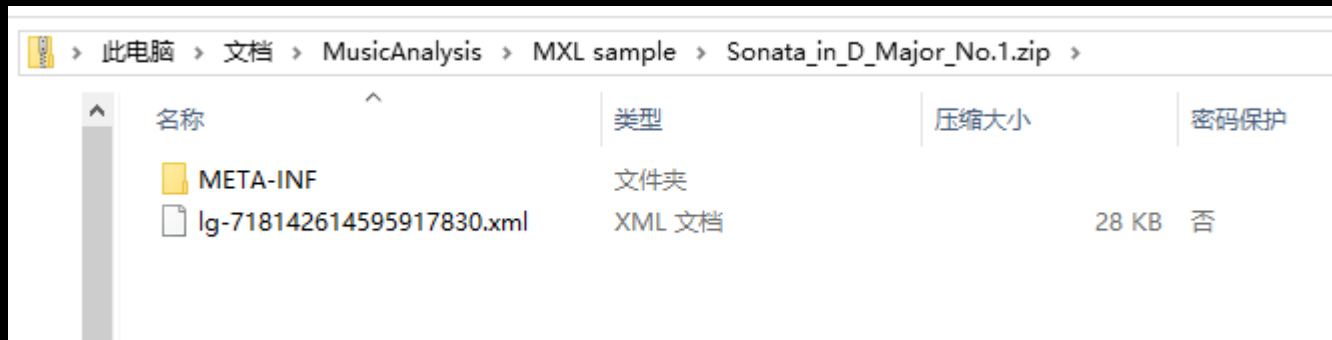 此电脑 > 文档 > MusicAnalysis > MXL sample > Sonata_in_D_Major_No.1.zip >
名称 类型 压缩大小 密码保护
META-INF 文件夹
lg-718142614595917830.xml XML 文档 28 KB 否